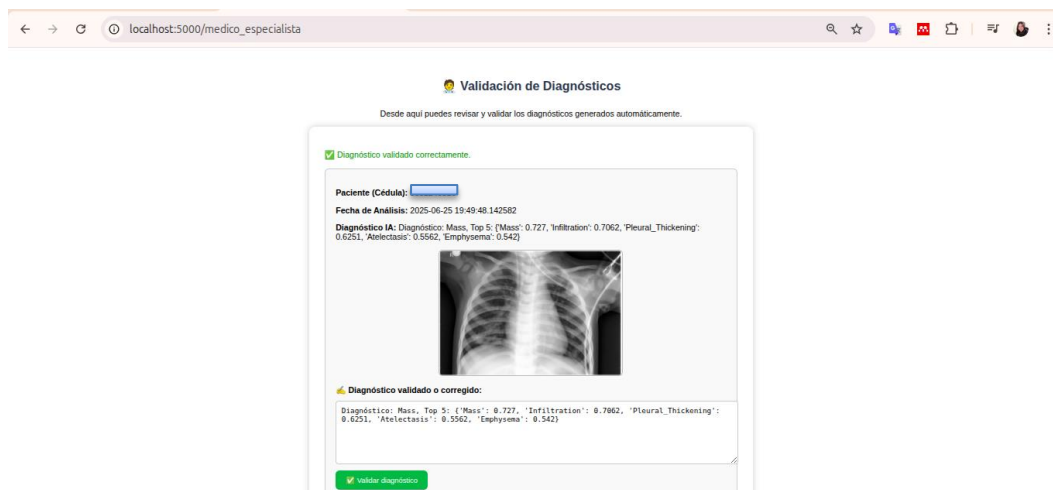 localhost:5000/medico_especialista
Validación de Diagnósticos
Desde aquí puedes revisar y validar los diagnósticos generados automáticamente.
Diagnóstico validado correctamente.
Paciente (Cédula):
Fecha de Análisis: 2025-06-25 19:49:48.142582
Diagnóstico IA: Diagnóstico: Mass, Top 5: {'Mass': 0.727, 'Infiltration': 0.7062, 'Pleural_Thickening':
0.6251, 'Atelectasis': 0.5562, 'Emphysema': 0.542}
Diagnóstico validado o corregido:
Diagnóstico: Mass, Top 5: {'Mass': 0.727, 'Infiltration': 0.7062, 'Pleural_Thickening':
0.6251, 'Atelectasis': 0.5562, 'Emphysema': 0.542}
Validar diagnóstico